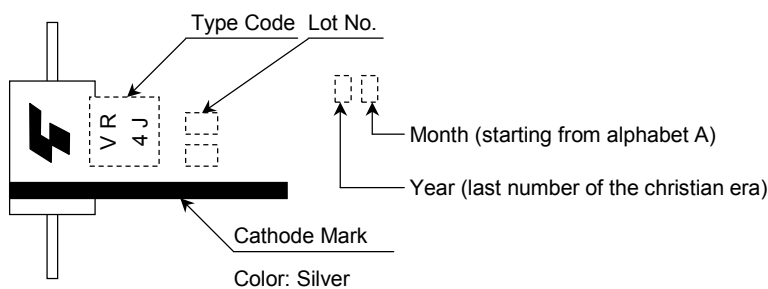 Type Code
Lot No.
VR
4J
Month (starting from alphabet A)
Year (last number of the christian era)
Cathode Mark
Color: Silver